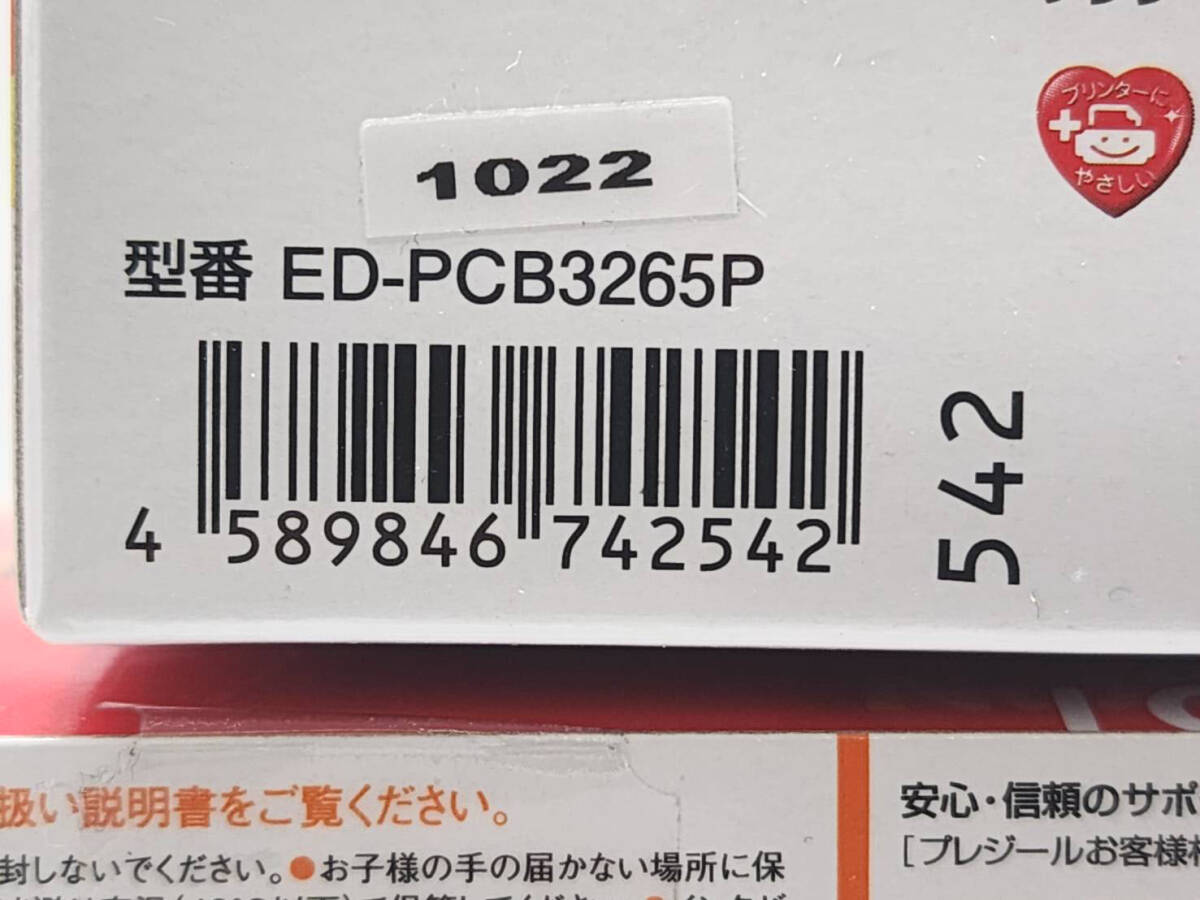 プリンターに
やさしい
1022
型番 ED-PCB3265P
4 589846 742542
542
扱い説明書をご覧ください。
封しないでください。●お子様の手の届かない場所に保
安心・信頼のサポ
[プレジールお客様